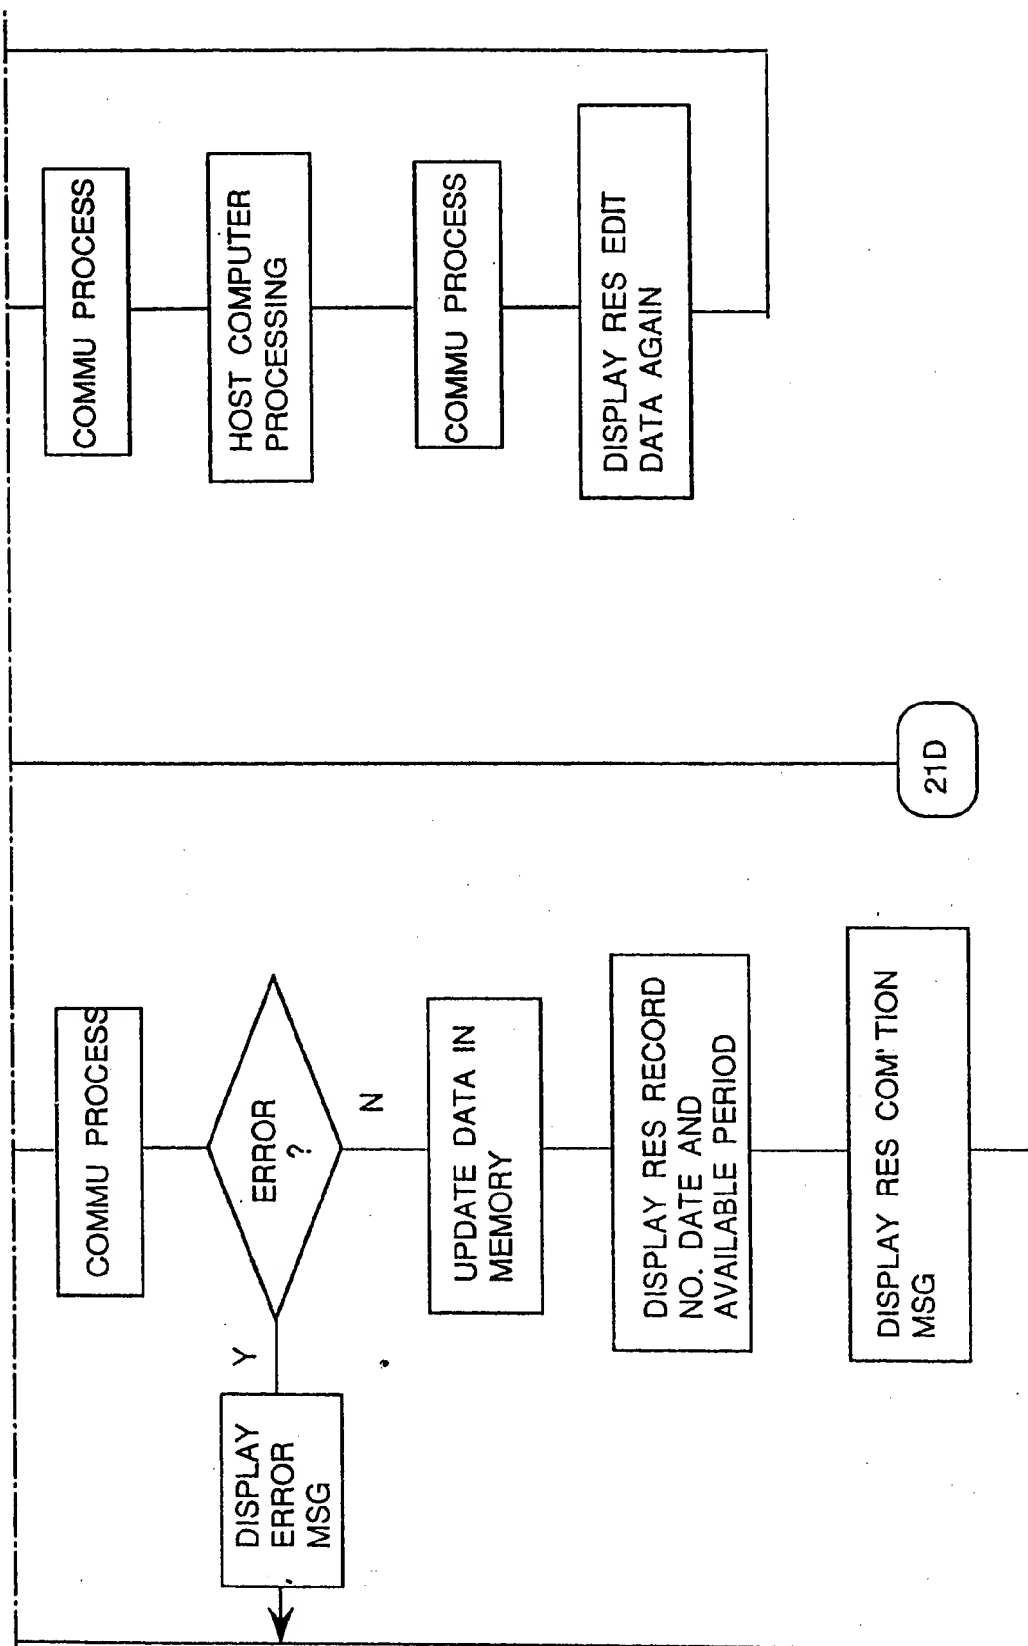 COMMU PROCESS
ERROR
?
Y
N
DISPLAY
ERROR
MSG
UPDATE DATA IN
MEMORY
DISPLAY RES RECORD
NO. DATE AND
AVAILABLE PERIOD
DISPLAY RES COM'TION
MSG
21D
COMMU PROCESS
HOST COMPUTER
PROCESSING
COMMU PROCESS
DISPLAY RES EDIT
DATA AGAIN